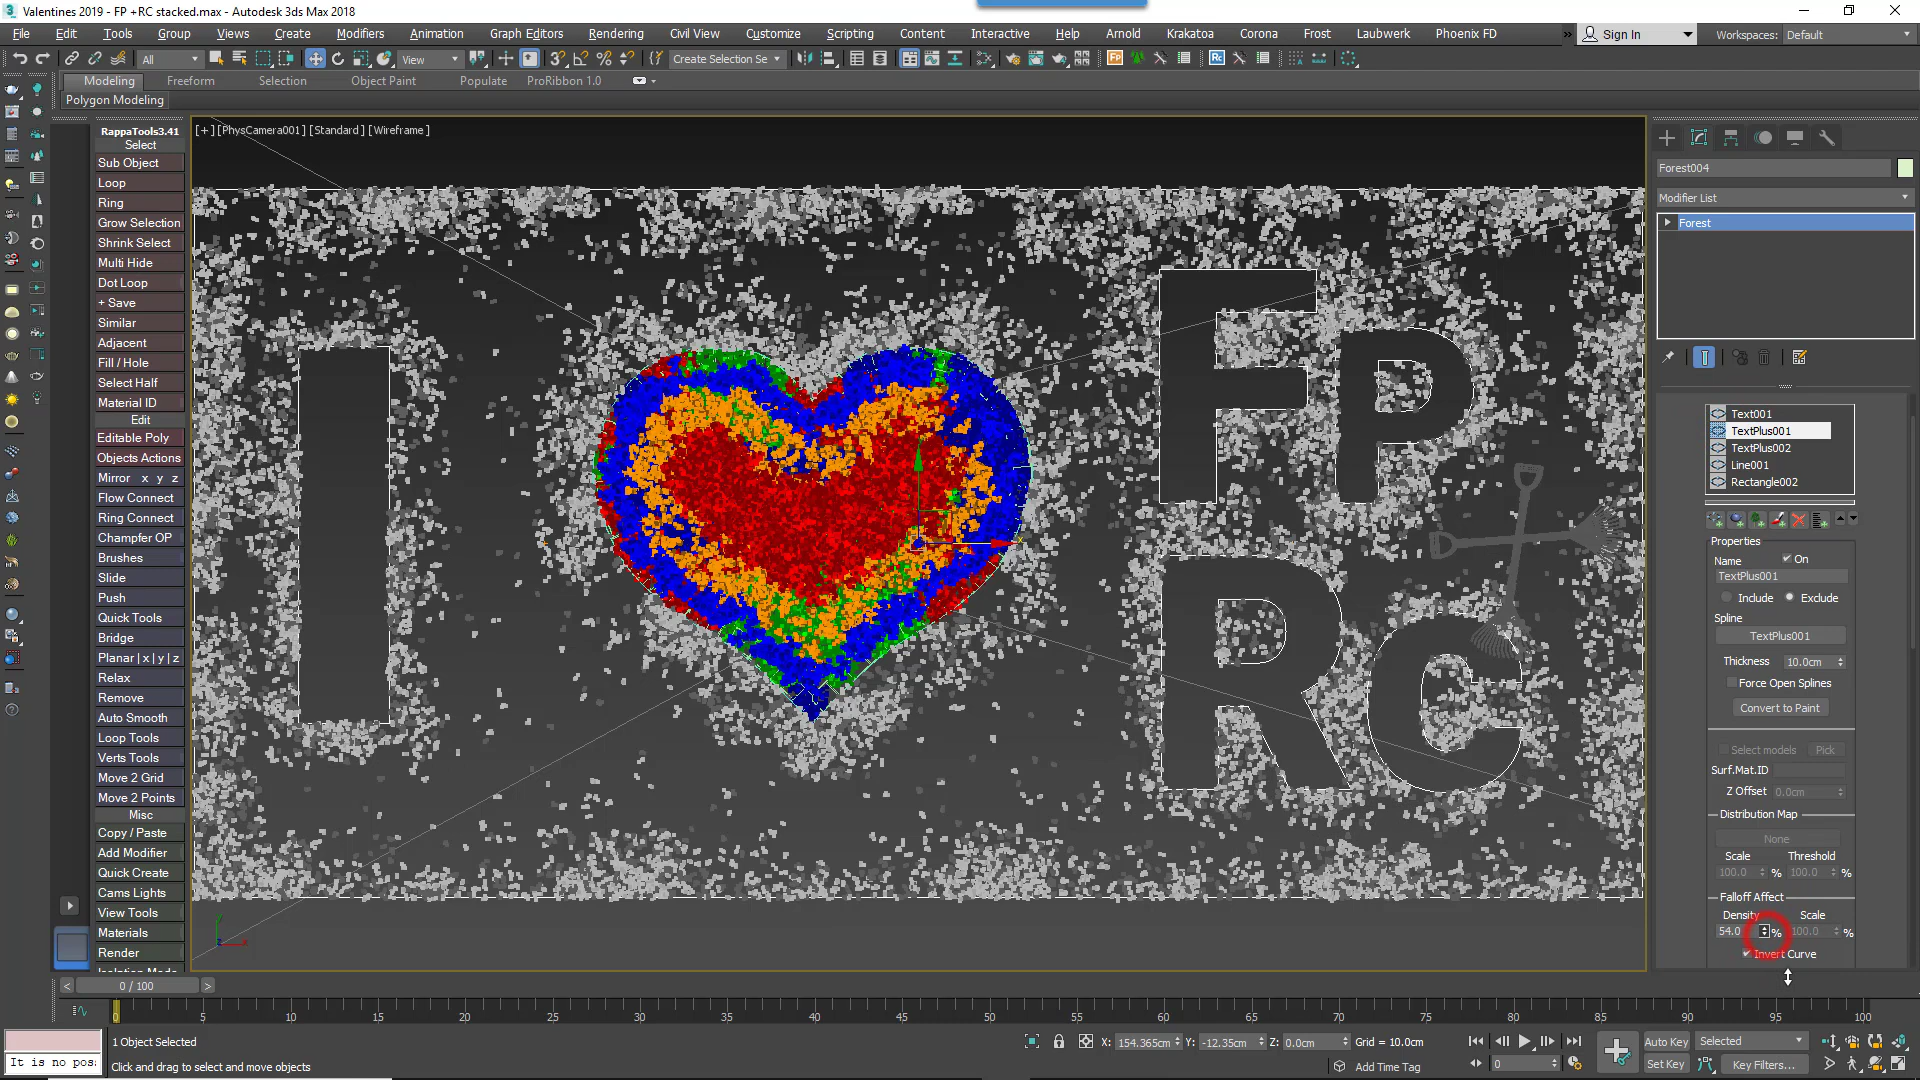 Valentines 2019 - FP +RC stacked.max - Autodesk 3ds Max 2018
File Edit Tools Group Views Create Modifiers Animation Graph Editors Rendering Civil View Customize Scripting Content Interactive Help Arnold Krakatoa Corona Frost Laubwerk Phoenix FD » Sign In Workspaces: Default
All View Create Selection Se
Modeling Freeform Selection Object Paint Populate ProRibbon 1.0
Polygon Modeling
RappaTools3.41
Select
Sub Object
Loop
Ring
Grow Selection
Shrink Select
Multi Hide
Dot Loop
+ Save
Similar
Adjacent
Fill / Hole
Select Half
Material ID
Edit
Editable Poly
Objects Actions
Mirror x y z
Flow Connect
Ring Connect
Champfer OP
Brushes
Slide
Push
Quick Tools
Bridge
Planar | x | y | z
Relax
Remove
Auto Smooth
Loop Tools
Verts Tools
Move 2 Grid
Move 2 Points
Misc
Copy / Paste
Add Modifier
Quick Create
Cams Lights
View Tools
Materials
Render
Isolation Mode
[+] [PhysCamera001] [Standard] [Wireframe]
I FP
RC
Forest004
Modifier List
Forest
Text001
TextPlus001
TextPlus002
Line001
Rectangle002
Properties
Name On
TextPlus001
Include Exclude
Spline
TextPlus001
Thickness 10.0cm
Force Open Splines
Convert to Paint
Select models Pick
Surf.Mat.ID
Z Offset 0.0cm
Distribution Map
None
Scale Threshold
100.0 % 100.0 %
Falloff Affect
Density Scale
54.0 % 100.0 %
Invert Curve
< 0 / 100 >
0 5 10 15 20 25 30 35 40 45 50 55 60 65 70 75 80 85 90 95 100
It is no pos:
1 Object Selected
Click and drag to select and move objects
X: 154.365cm Y: -12.35cm Z: 0.0cm Grid = 10.0cm
Add Time Tag
0
Auto Key Selected
Set Key Key Filters...